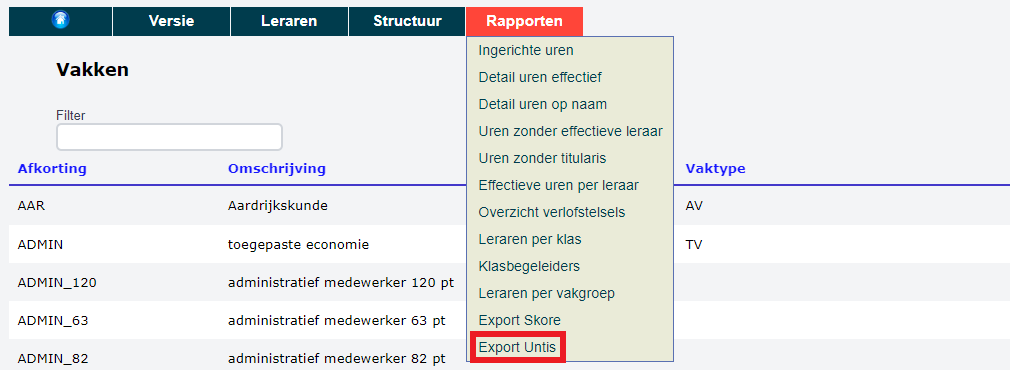 Versie Leraren Structuur Rapporten
Vakken
Filter
Afkorting Omschrijving Vaktype
AAR Aardrijkskunde AV
ADMIN toegepaste economie TV
ADMIN_120 administratief medewerker 120 pt
ADMIN_63 administratief medewerker 63 pt
ADMIN_82 administratief medewerker 82 pt
Ingerichte uren
Detail uren effectief
Detail uren op naam
Uren zonder effectieve leraar
Uren zonder titularis
Effectieve uren per leraar
Overzicht verlofstelsels
Leraren per klas
Klasbegeleiders
Leraren per vakgroep
Export Skore
Export Untis